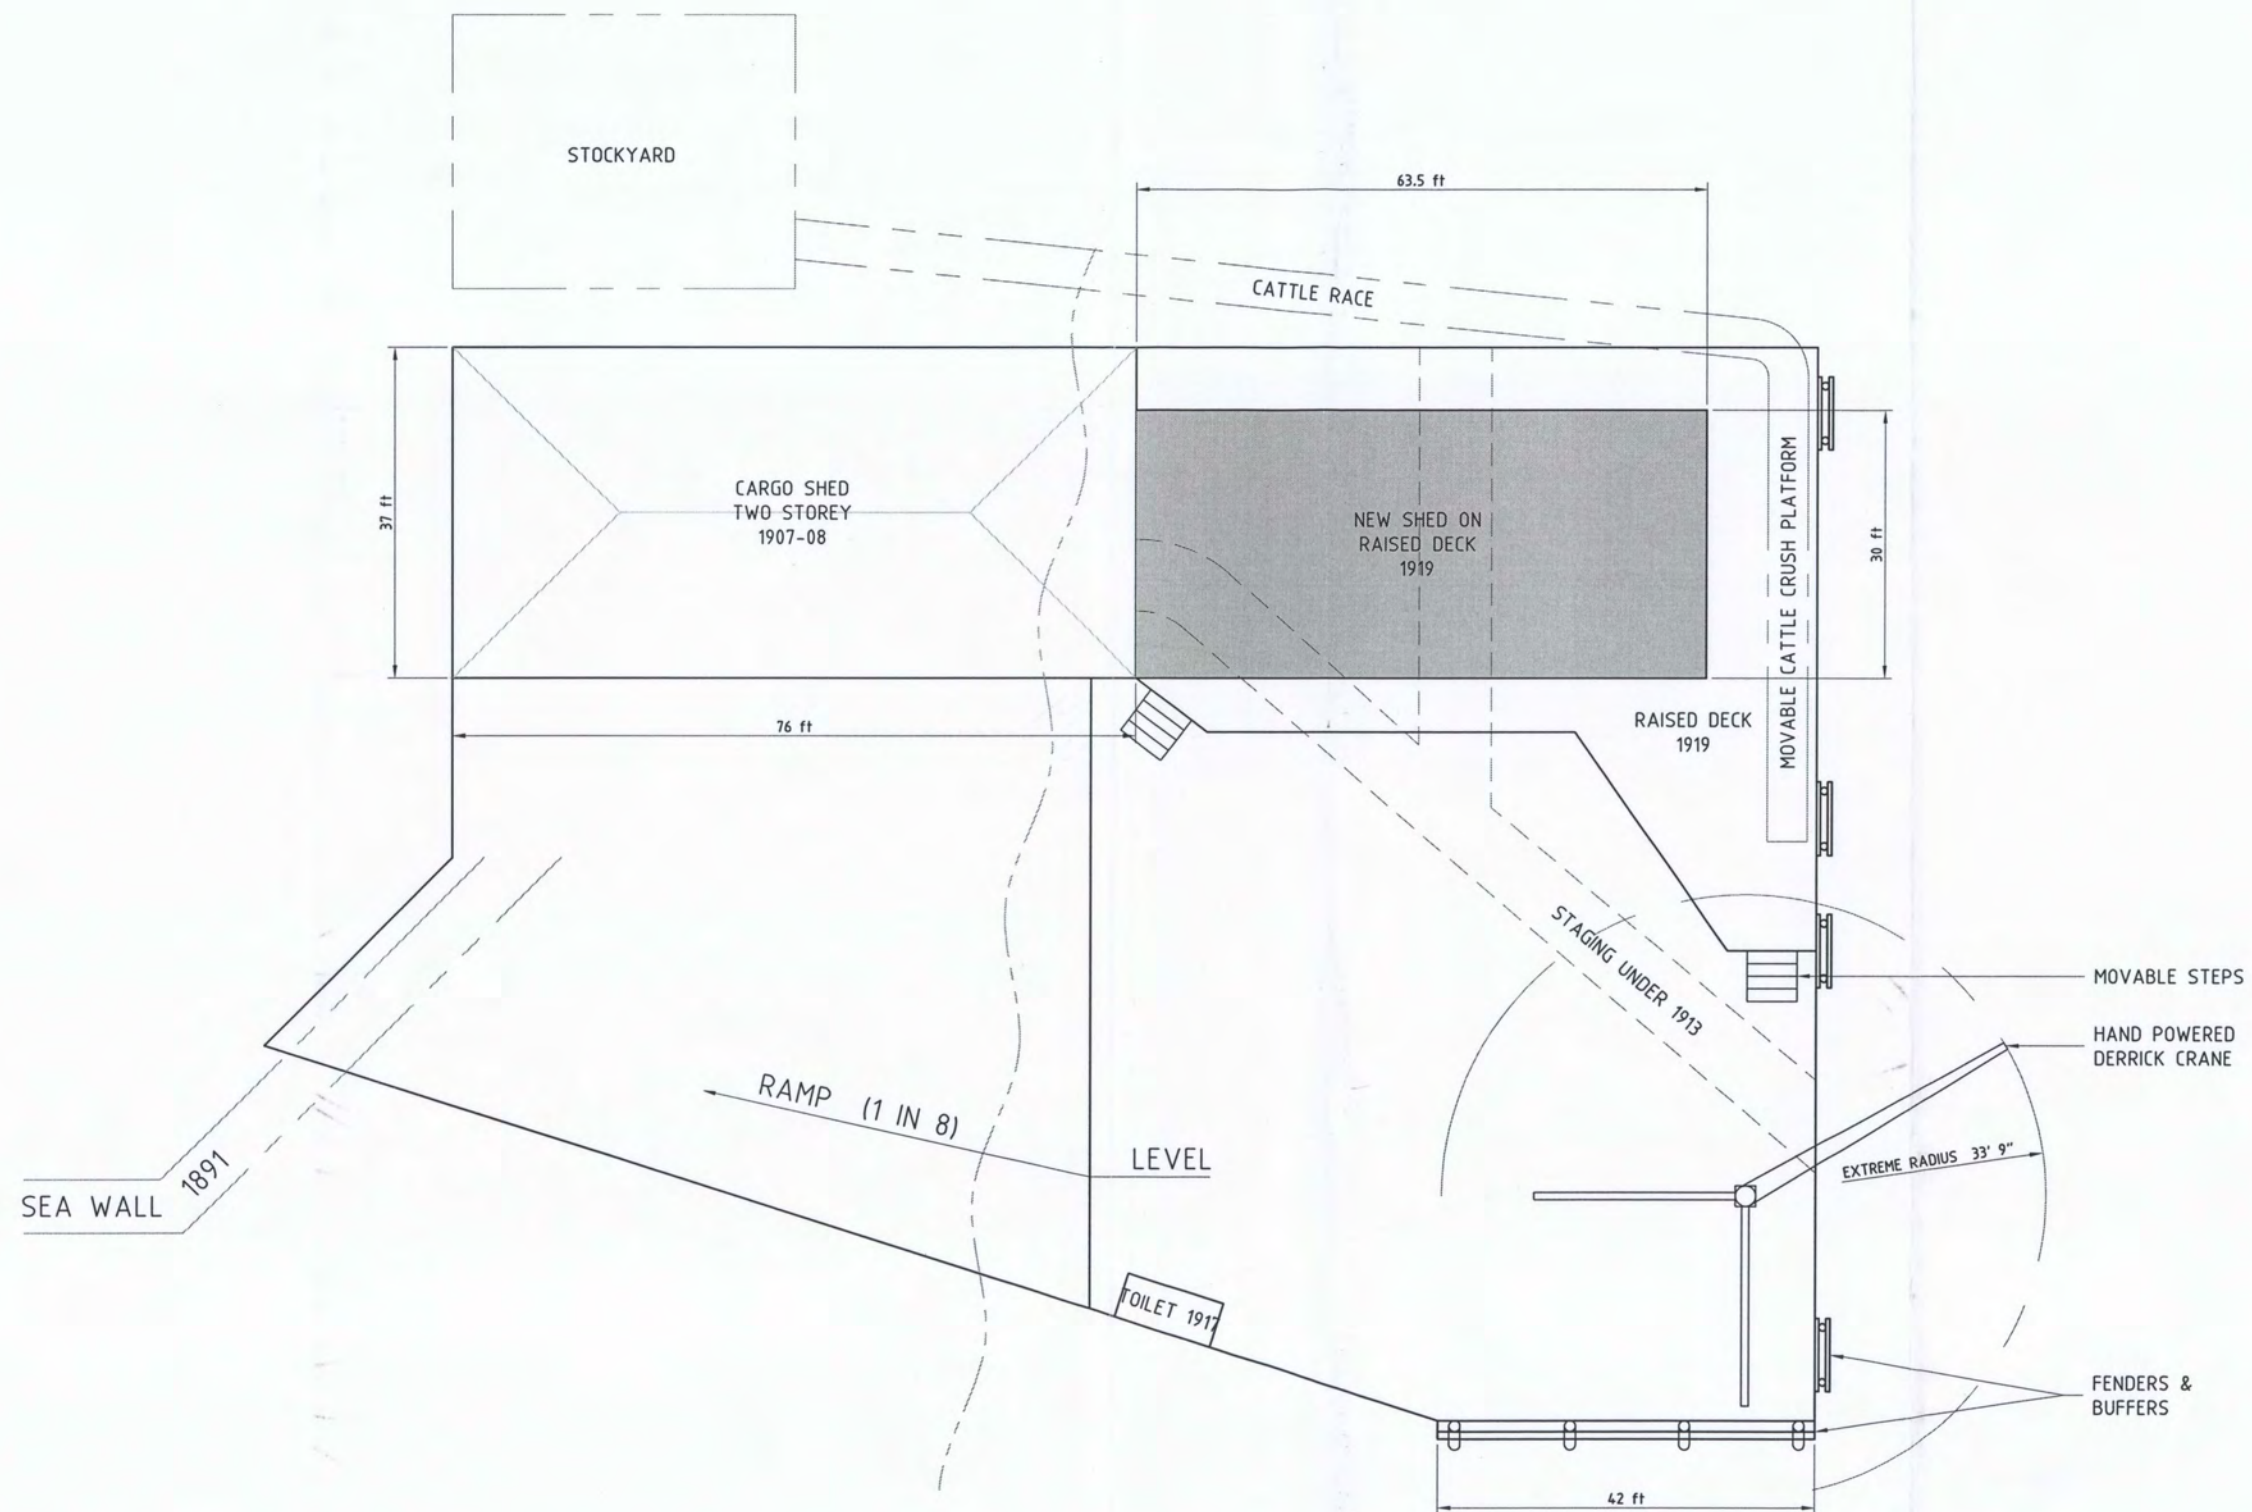 STOCKYARD
63.5 ft
CATTLE RACE
37 ft
CARGO SHED
TWO STOREY
1907-08
NEW SHED ON
RAISED DECK
1919
MOVABLE CATTLE CRUSH PLATFORM
30 ft
76 ft
RAISED DECK
1919
STAGING UNDER 1913
MOVABLE STEPS
HAND POWERED
DERRICK CRANE
RAMP (1 IN 8)
LEVEL
EXTREME RADIUS 33' 9"
SEA WALL
1891
TOILET 1917
FENDERS &
BUFFERS
42 ft